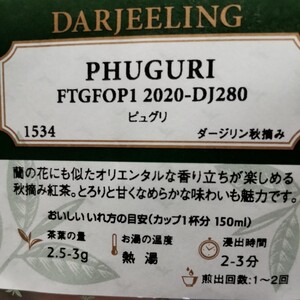 DARJEELING
PHUGURI
FTGFOP1 2020-DJ280
ピュグリ
1534
ダージリン秋摘み
蘭の花にも似たオリエンタルな香り立ちが楽しめる
秋摘み紅茶。とろりと甘くなめらかな味わいも魅力です。
おいしいいれ方の目安(カップ1杯分 150ml)
茶葉の量
2.5-3g
お湯の温度
熱湯
浸出時間
2-3分
煎出回数:1~2回